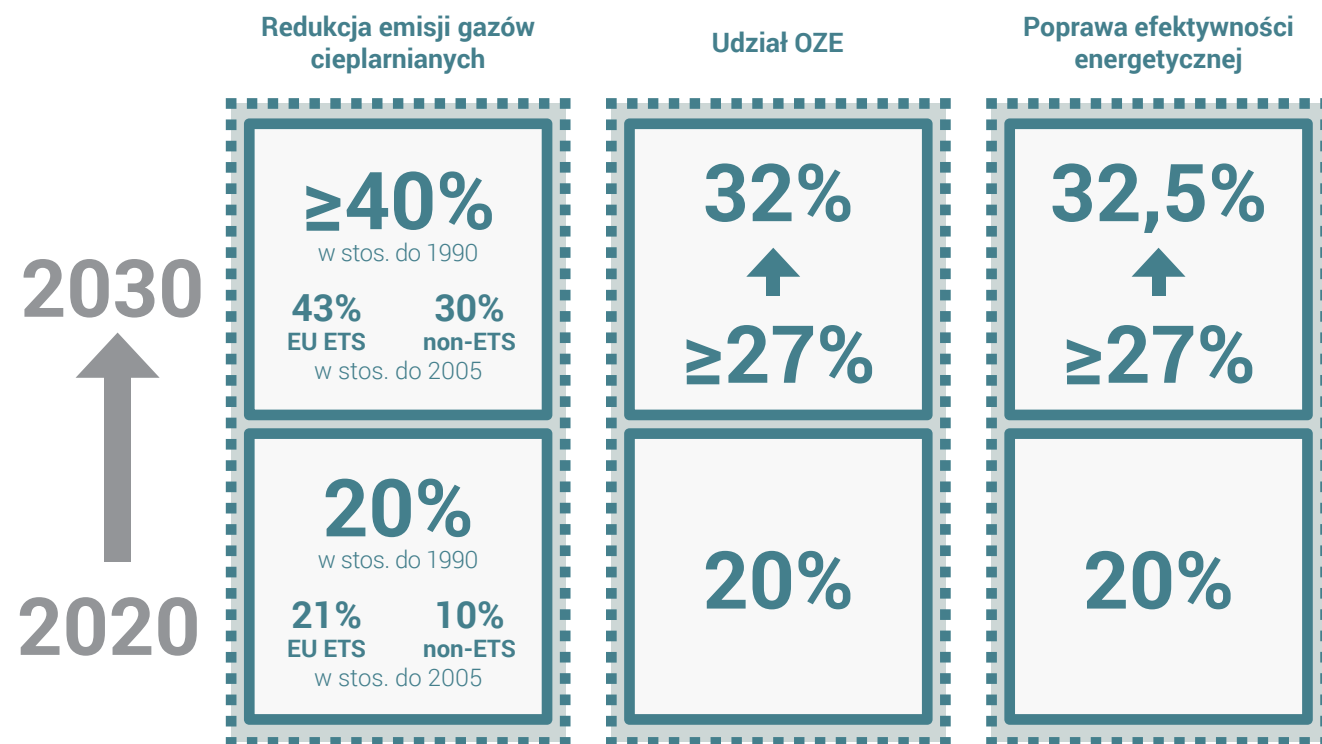 Redukcja emisji gazów
cieplarnianych
Udział OZE
Poprawa efektywności
energetycznej
2030
≥40%
w stos. do 1990
43% 30%
EU ETS non-ETS
w stos. do 2005
32%
≥27%
32,5%
≥27%
2020
20%
w stos. do 1990
21% 10%
EU ETS non-ETS
w stos. do 2005
20%
20%